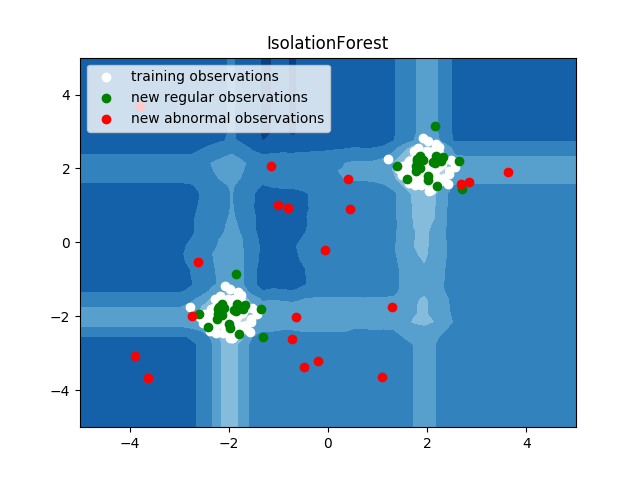 IsolationForest
training observations
new regular observations
new abnormal observations
4
2
0
−2
−4
−4 −2 0 2 4